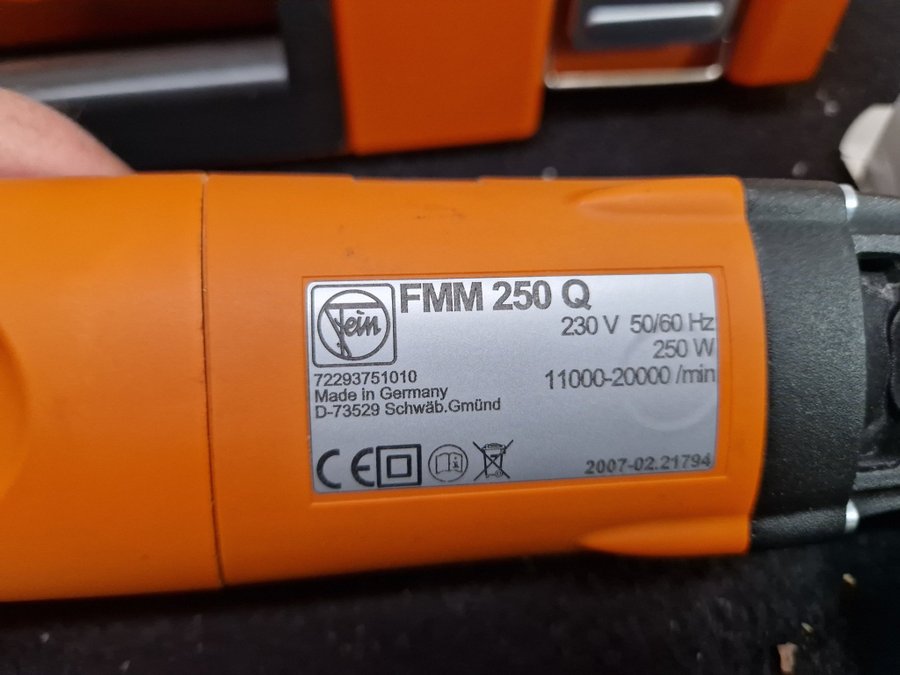 Fein
FMM 250 Q
230 V 50/60 Hz
250 W
11000-20000 /min
72293751010
Made in Germany
D-73529 Schwäb.Gmünd
CE
2007-02.21794